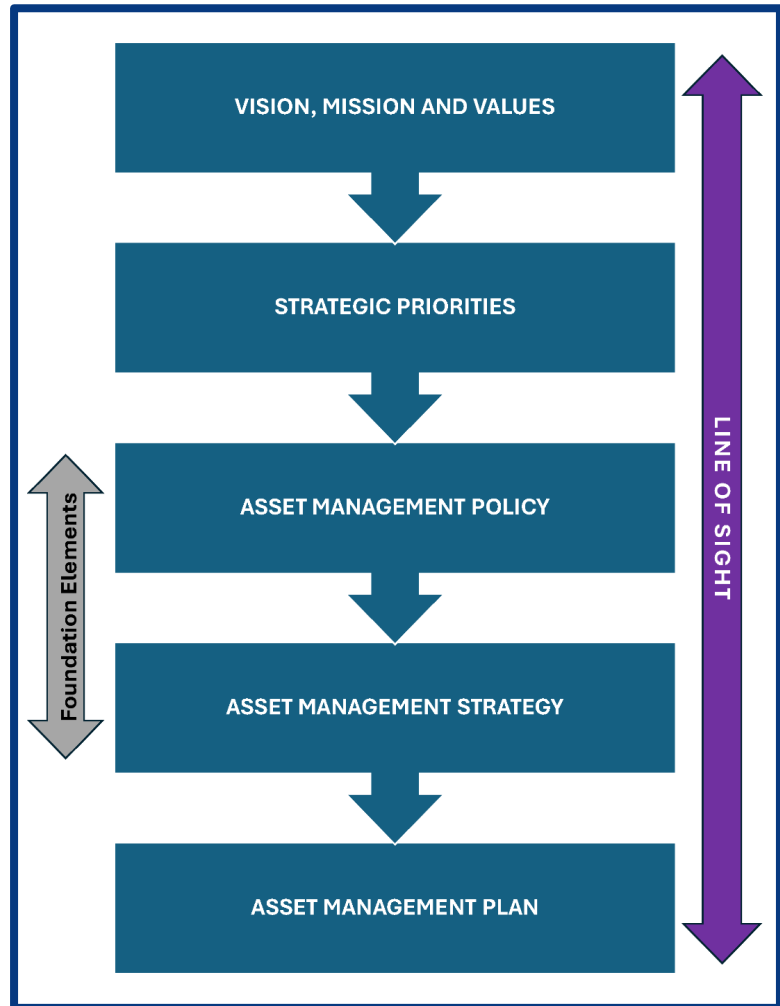 VISION, MISSION AND VALUES
STRATEGIC PRIORITIES
ASSET MANAGEMENT POLICY
ASSET MANAGEMENT STRATEGY
ASSET MANAGEMENT PLAN
Foundation Elements
LINE OF SIGHT